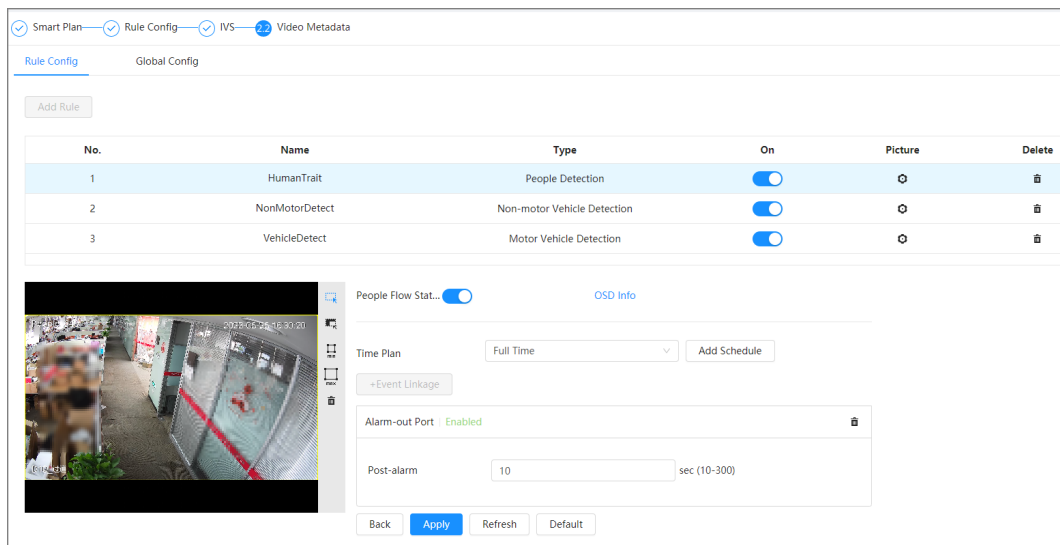 Smart Plan Rule Config IVS 2.2 Video Metadata
Rule Config Global Config
Add Rule
No. Name Type On Picture Delete
1 HumanTrait People Detection
2 NonMotorDetect Non-motor Vehicle Detection
3 VehicleDetect Motor Vehicle Detection
People Flow Stat... OSD Info
min
max
Time Plan Full Time Add Schedule
+Event Linkage
Alarm-out Port Enabled
Post-alarm 10 sec (10-300)
Back Apply Refresh Default